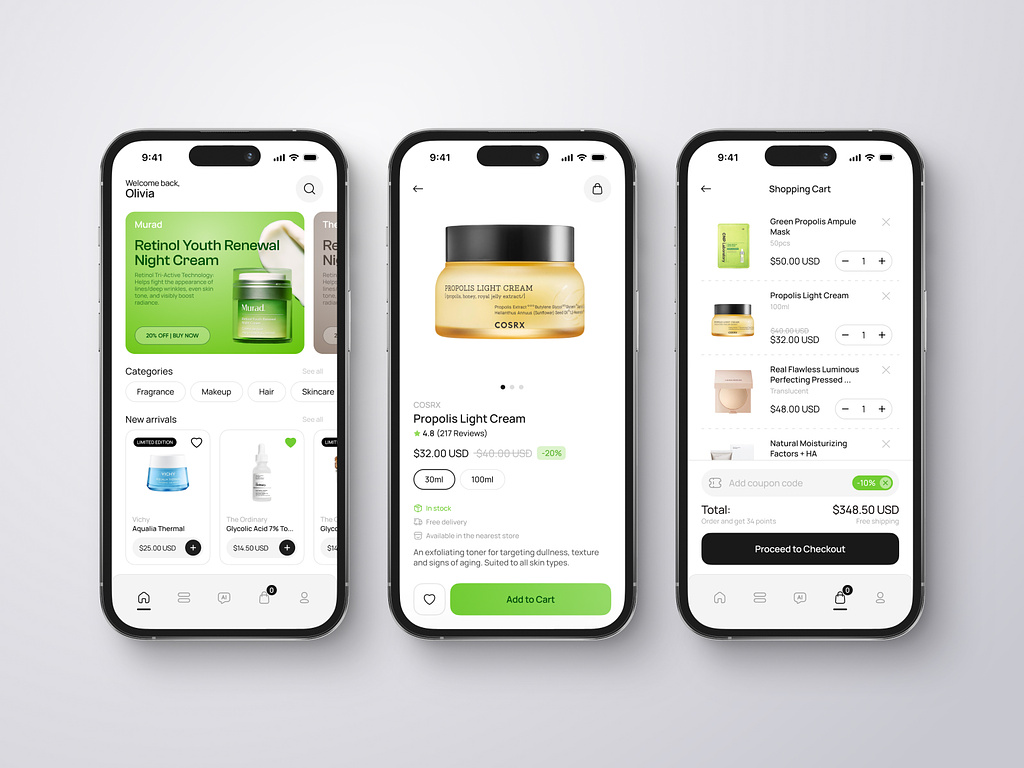 9:41
Welcome back,
Olivia
Murad
Retinol Youth Renewal
Night Cream
Retinol Tri-Active Technology:
Helps fight the appearance of
lines/deep wrinkles, even skin
tone, and visibly boost
radiance.
20% OFF | BUY NOW
Murad.
The
Re
Nig
Categories
See all
Fragrance
Makeup
Hair
Skincare
New arrivals
See all
LIMITED EDITION
VICHY
Vichy
Aqualia Thermal
$25.00 USD
The Ordinary
Glycolic Acid 7% To...
$14.50 USD
The
Glyco
$14
AI
0
9:41
PROPOLIS LIGHT CREAM
[propolis, honey, royal jelly extract/]
COSRX
COSRX
Propolis Light Cream
4.8 (217 Reviews)
$32.00 USD $40.00 USD -20%
30ml
100ml
In stock
Free delivery
Available in the nearest store
An exfoliating toner for targeting dullness, texture
and signs of aging. Suited to all skin types.
Add to Cart
9:41
Shopping Cart
Green Propolis Ampule
Mask
50pcs
$50.00 USD
− 1 +
Propolis Light Cream
100ml
$40.00 USD
$32.00 USD
− 1 +
Real Flawless Luminous
Perfecting Pressed ...
Translucent
$48.00 USD
− 1 +
Natural Moisturizing
Factors + HA
Add coupon code
-10%
Total: $348.50 USD
Order and get 34 points Free shipping
Proceed to Checkout
AI
0